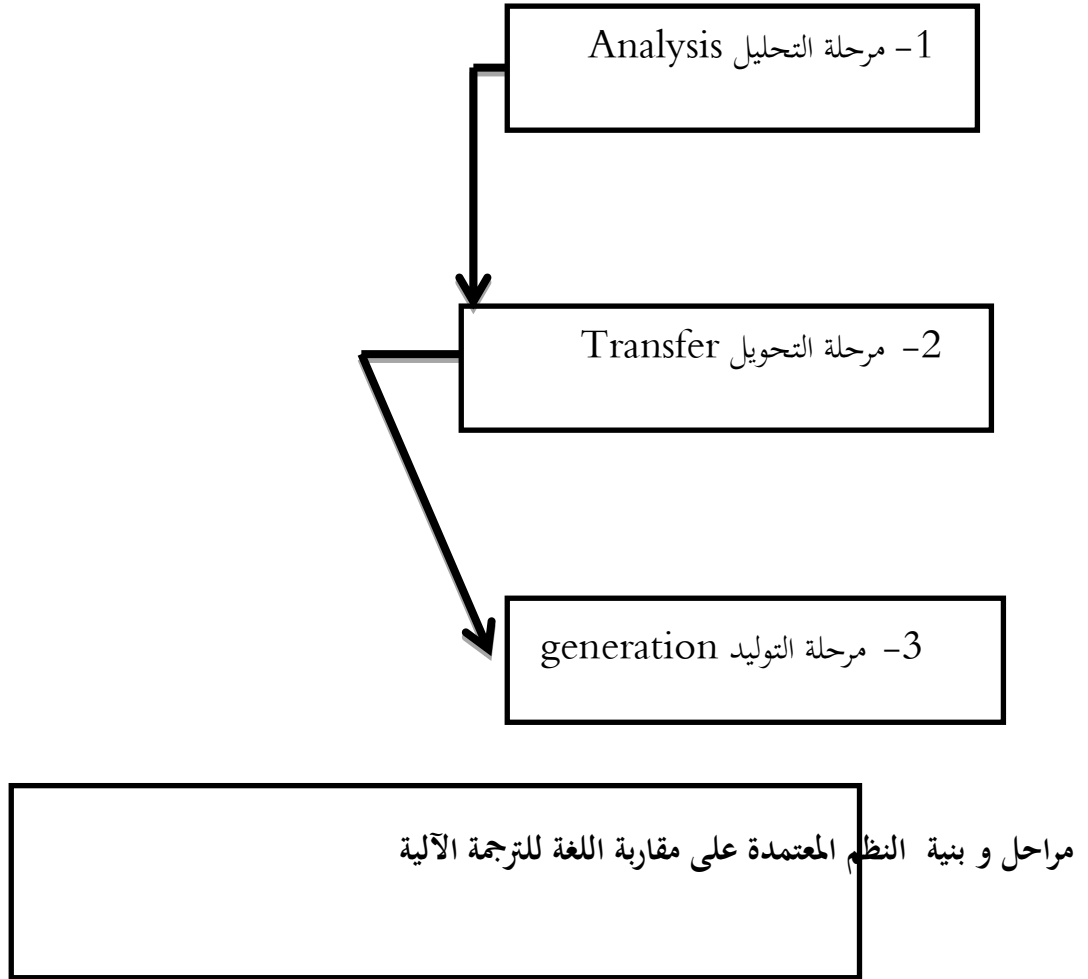 1- مرحلة التحليل Analysis
2- مرحلة التحويل Transfer
3- مرحلة التوليد generation
مراحل و بنية النظم المعتمدة على مقاربة اللغة للترجمة الآلية